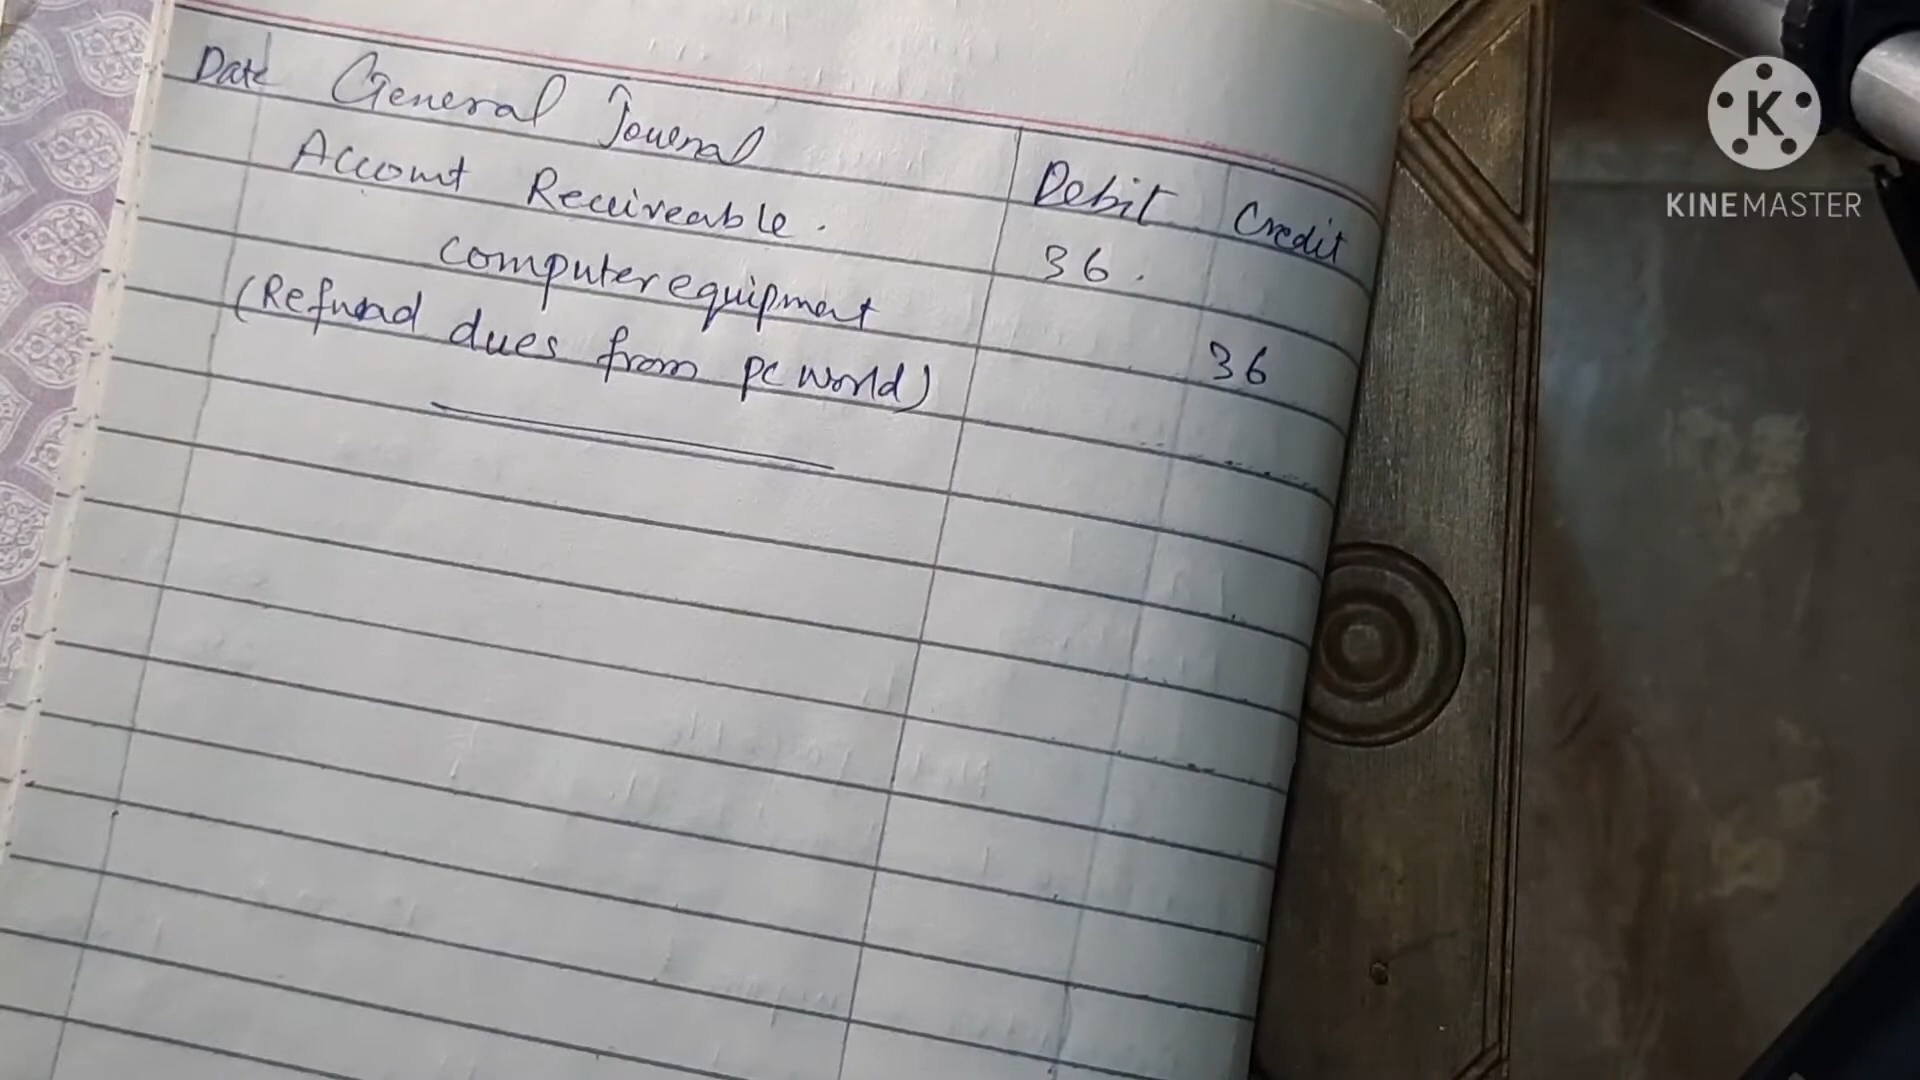 Date General Journal Debit Credit
Account Receiveable. 36.
computer equipment 36
(Refund dues from pc world)
K
KINEMASTER